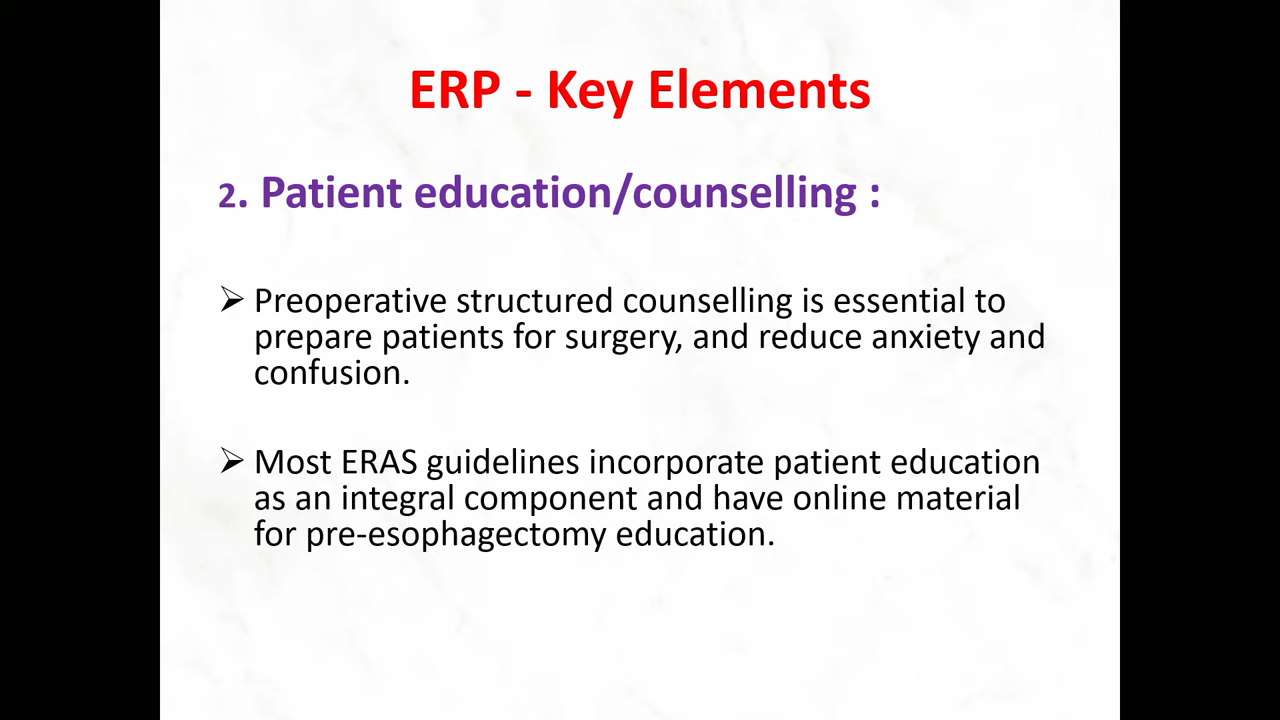 ERP - Key Elements
2. Patient education/counselling :
➢ Preoperative structured counselling is essential to
prepare patients for surgery, and reduce anxiety and
confusion.
➢ Most ERAS guidelines incorporate patient education
as an integral component and have online material
for pre-esophagectomy education.